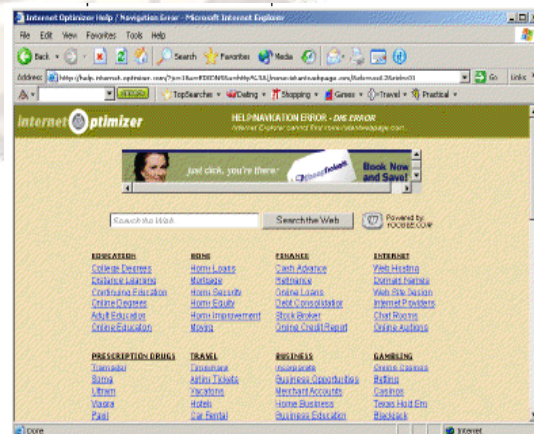 Internet Optimizer Help / Navigation Error - Microsoft Internet Explorer
File Edit View Favorites Tools Help
Back Search Favorites Media
Address Go Links
TopSearches Dating Shopping Games Travel Practical
internet Optimizer
HELP/NAVIGATION ERROR - DNS ERROR
Internet Explorer cannot find
just click, you're there.
cheaptickets
Book Now
and Save!
Search the Web Search the Web Powered by
EDUCATION HOME FINANCE INTERNET
College Degrees Home Loans Cash Advance Web Hosting
Distance Learning Mortgage Refinance Domain Names
Continuing Education Home Security Online Loans Web Site Design
Online Degrees Home Equity Debt Consolidation Internet Providers
Adult Education Home Improvement Stock Broker Chat Rooms
Online Education Moving Online Credit Report Online Auctions
PRESCRIPTION DRUGS TRAVEL BUSINESS GAMBLING
Tramadol Timeshare Incorporate Online Casinos
Soma Airline Tickets Business Opportunities Betting
Ultram Vacations Merchant Accounts Casinos
Viagra Hotels Home Business Texas Hold Em
Paxil Car Rental Business Education Blackjack
Done Internet